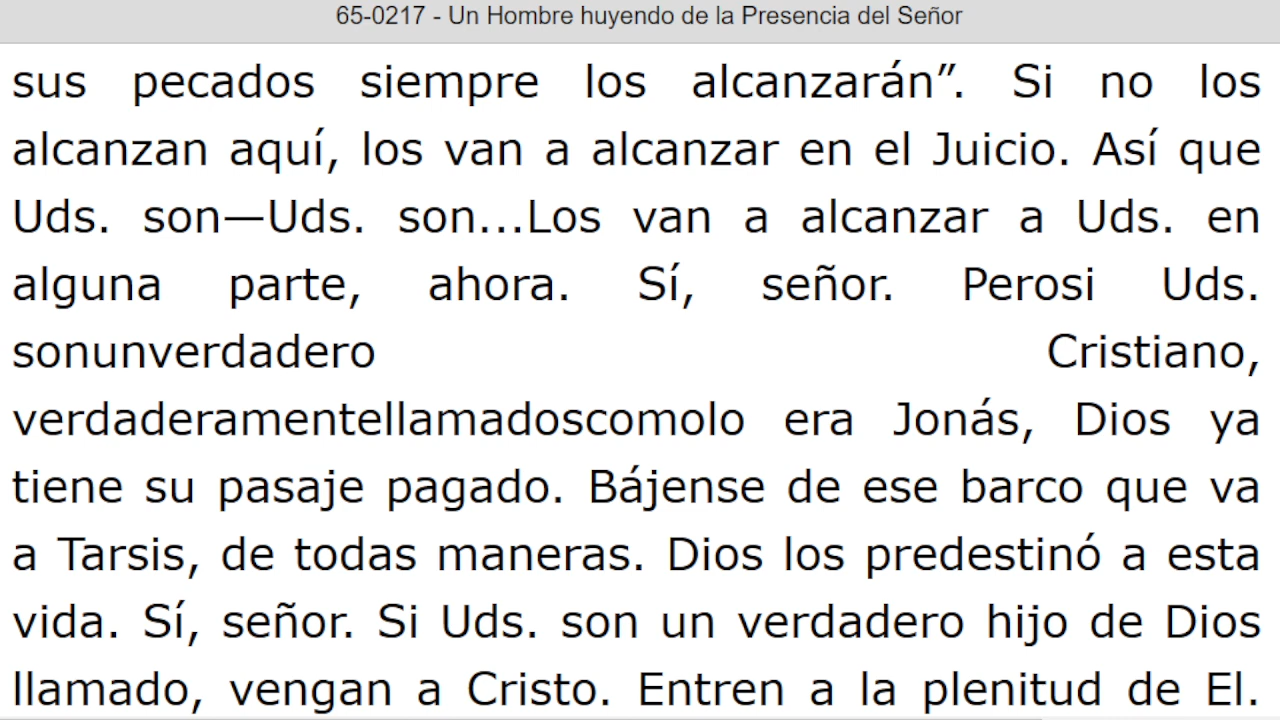 65-0217 - Un Hombre huyendo de la Presencia del Señor
sus pecados siempre los alcanzarán”. Si no los
alcanzan aquí, los van a alcanzar en el Juicio. Así que
Uds. son—Uds. son...Los van a alcanzar a Uds. en
alguna parte, ahora. Sí, señor. Perosi Uds.
sonunverdadero Cristiano,
verdaderamentellamadoscomolo era Jonás, Dios ya
tiene su pasaje pagado. Bájense de ese barco que va
a Tarsis, de todas maneras. Dios los predestinó a esta
vida. Sí, señor. Si Uds. son un verdadero hijo de Dios
llamado, vengan a Cristo. Entren a la plenitud de El.